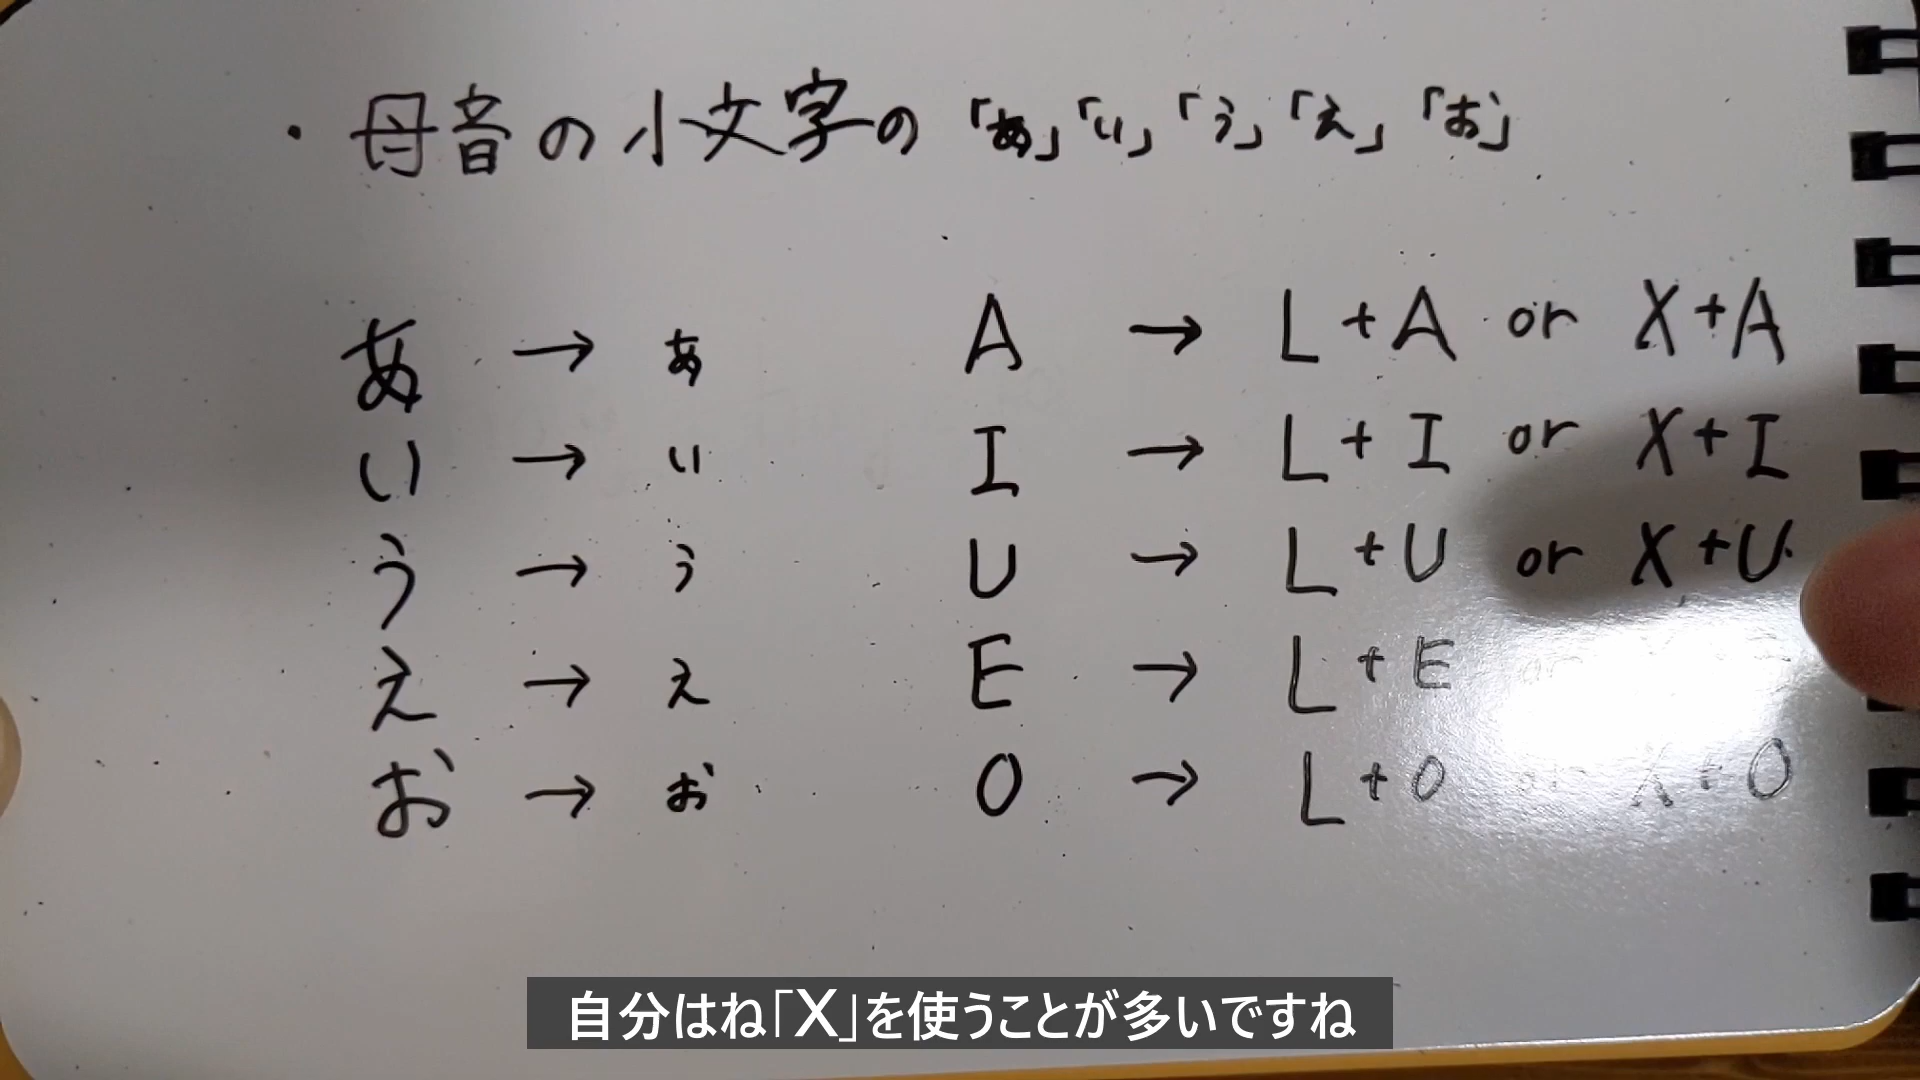 ・母音の小文字の「ぁ」「ぃ」「ぅ」「ぇ」「ぉ」
あ → ぁ A → L+A or X+A
い → ぃ I → L+I or X+I
う → ぅ U → L+U or X+U
え → ぇ E → L+E or
お → ぉ O → L+O or X+O
自分はね「X」を使うことが多いですね